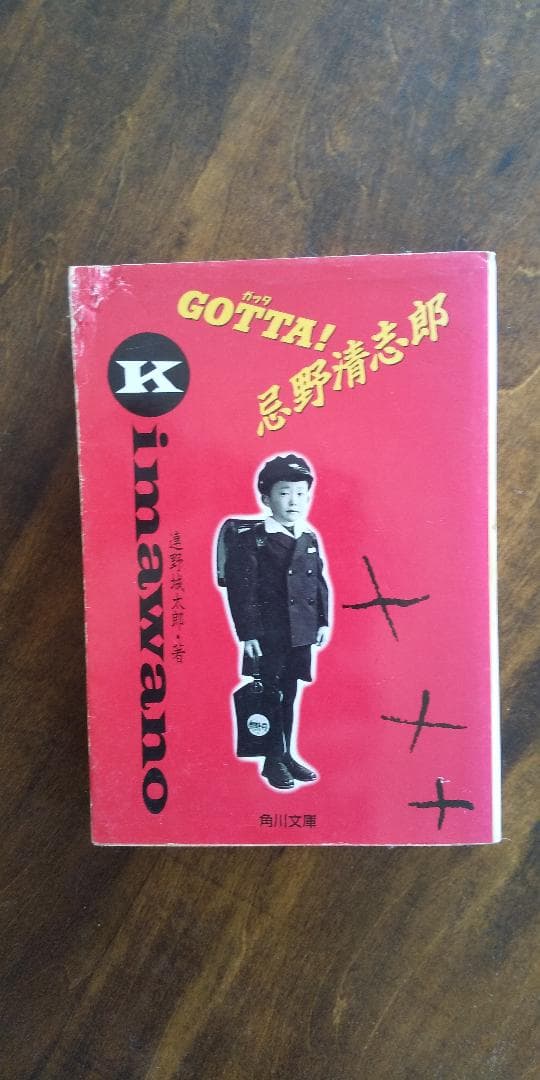 ガッタ
GOTTA!
忌野清志郎
K imawano
連野城太郎・著
角川文庫